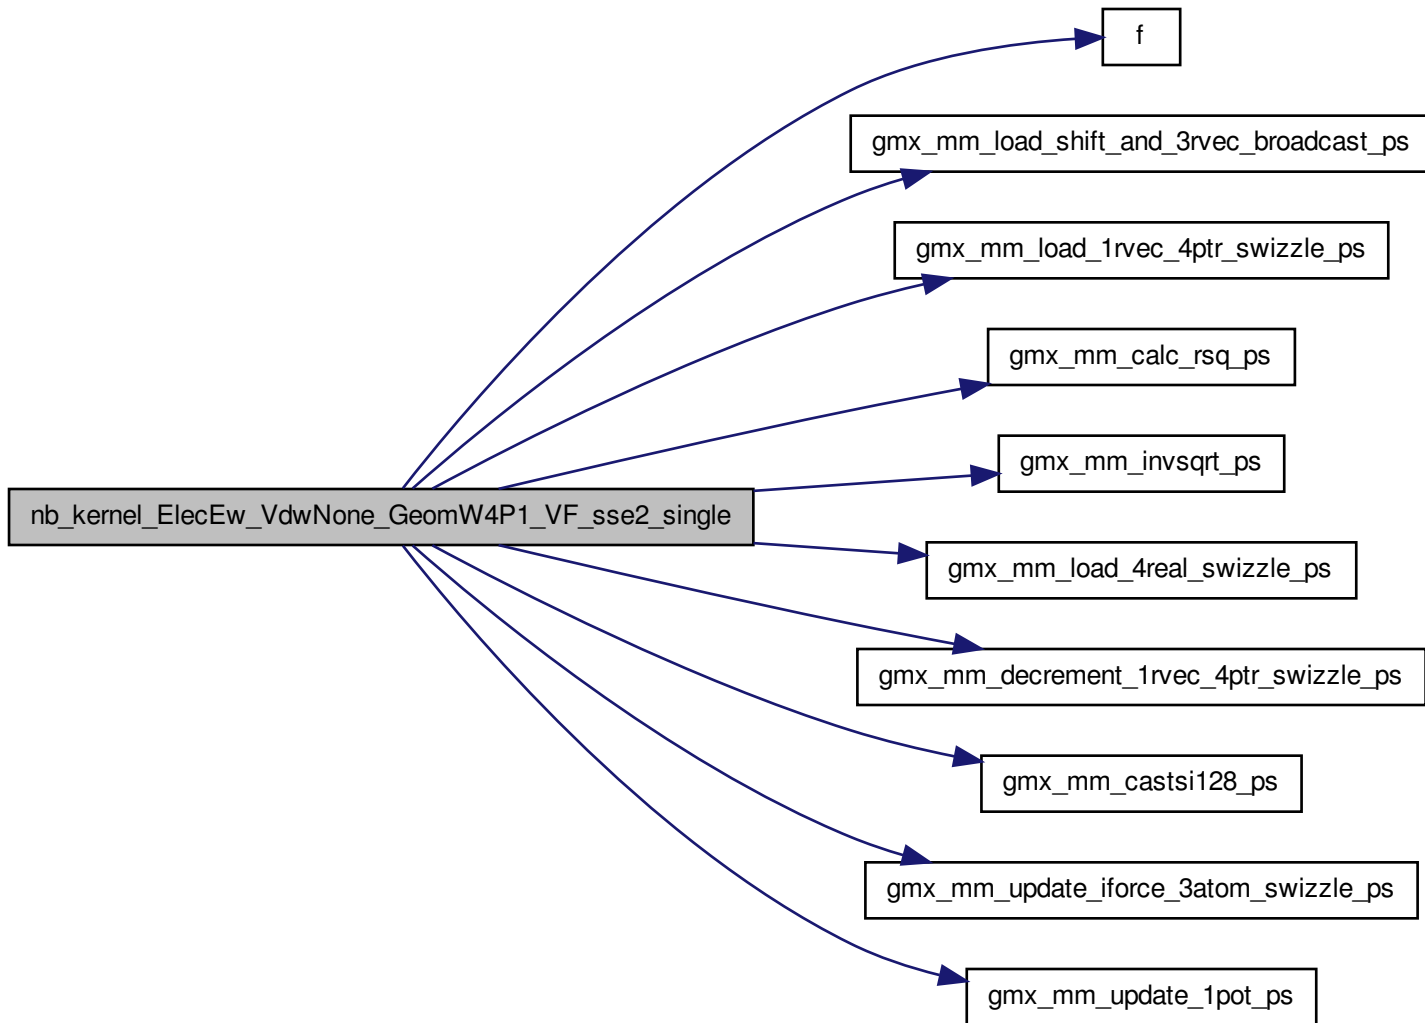 f
gmx_mm_load_shift_and_3rvec_broadcast_ps
gmx_mm_load_1rvec_4ptr_swizzle_ps
gmx_mm_calc_rsq_ps
gmx_mm_invsqrt_ps
nb_kernel_ElecEw_VdwNone_GeomW4P1_VF_sse2_single
gmx_mm_load_4real_swizzle_ps
gmx_mm_decrement_1rvec_4ptr_swizzle_ps
gmx_mm_castsi128_ps
gmx_mm_update_iforce_3atom_swizzle_ps
gmx_mm_update_1pot_ps